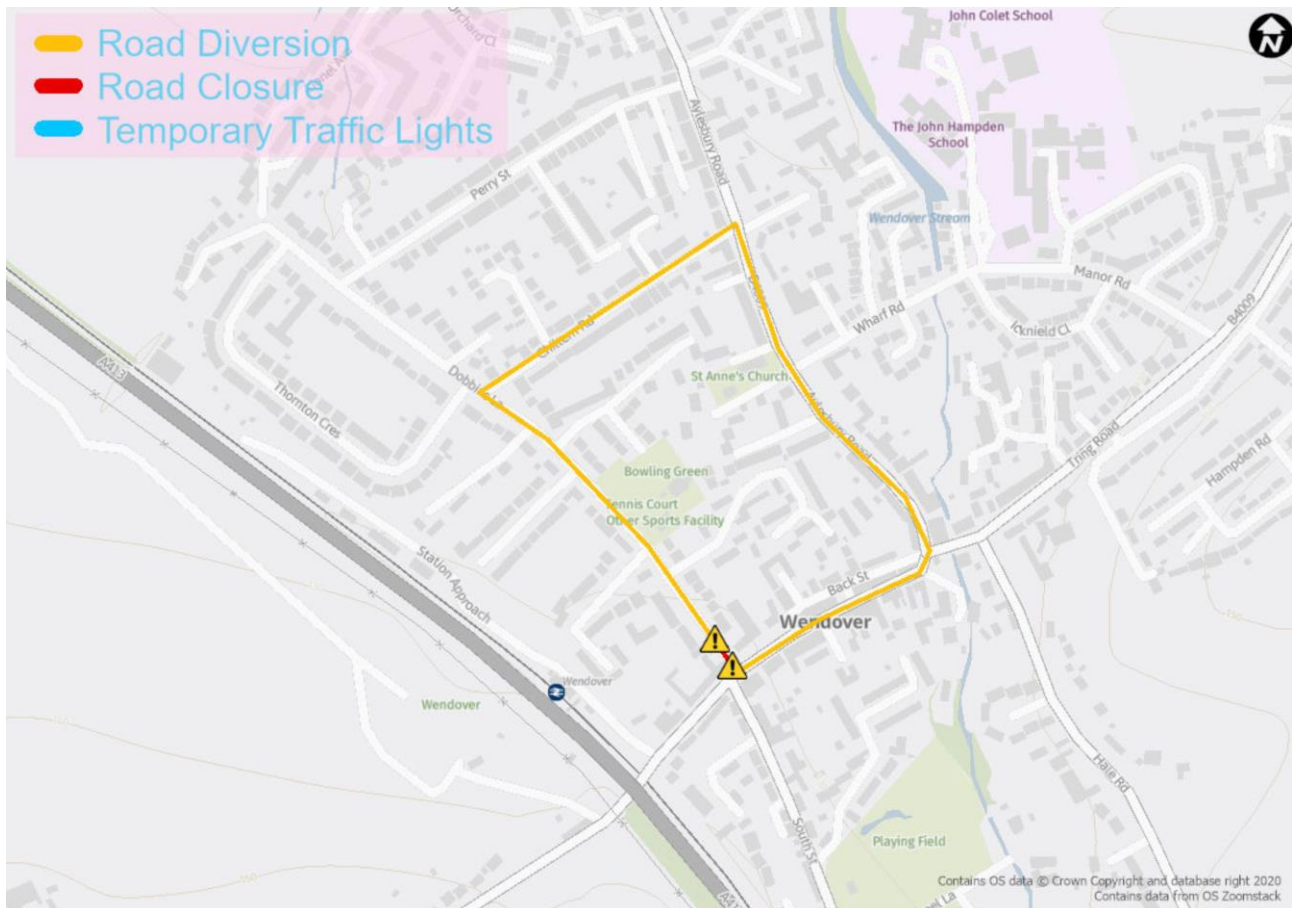 Road Diversion
Road Closure
Temporary Traffic Lights
N
John Colet School
The John Hampden
School
Aylesbury Road
Perry St
Wendover Stream
Manor Rd
B4009
Wharf Rd
Icknield Cl
Chiltern Rd
St Anne's Church
A413
Thornton Cres
Aylesbury Road
Tring Road
Hampden Rd
Bowling Green
Tennis Court
Other Sports Facility
Station Approach
Back St
Wendover
Wendover
Wendover
Hale Rd
South St
Playing Field
Contains OS data © Crown Copyright and database right 2020
Contains data from OS Zoomstack